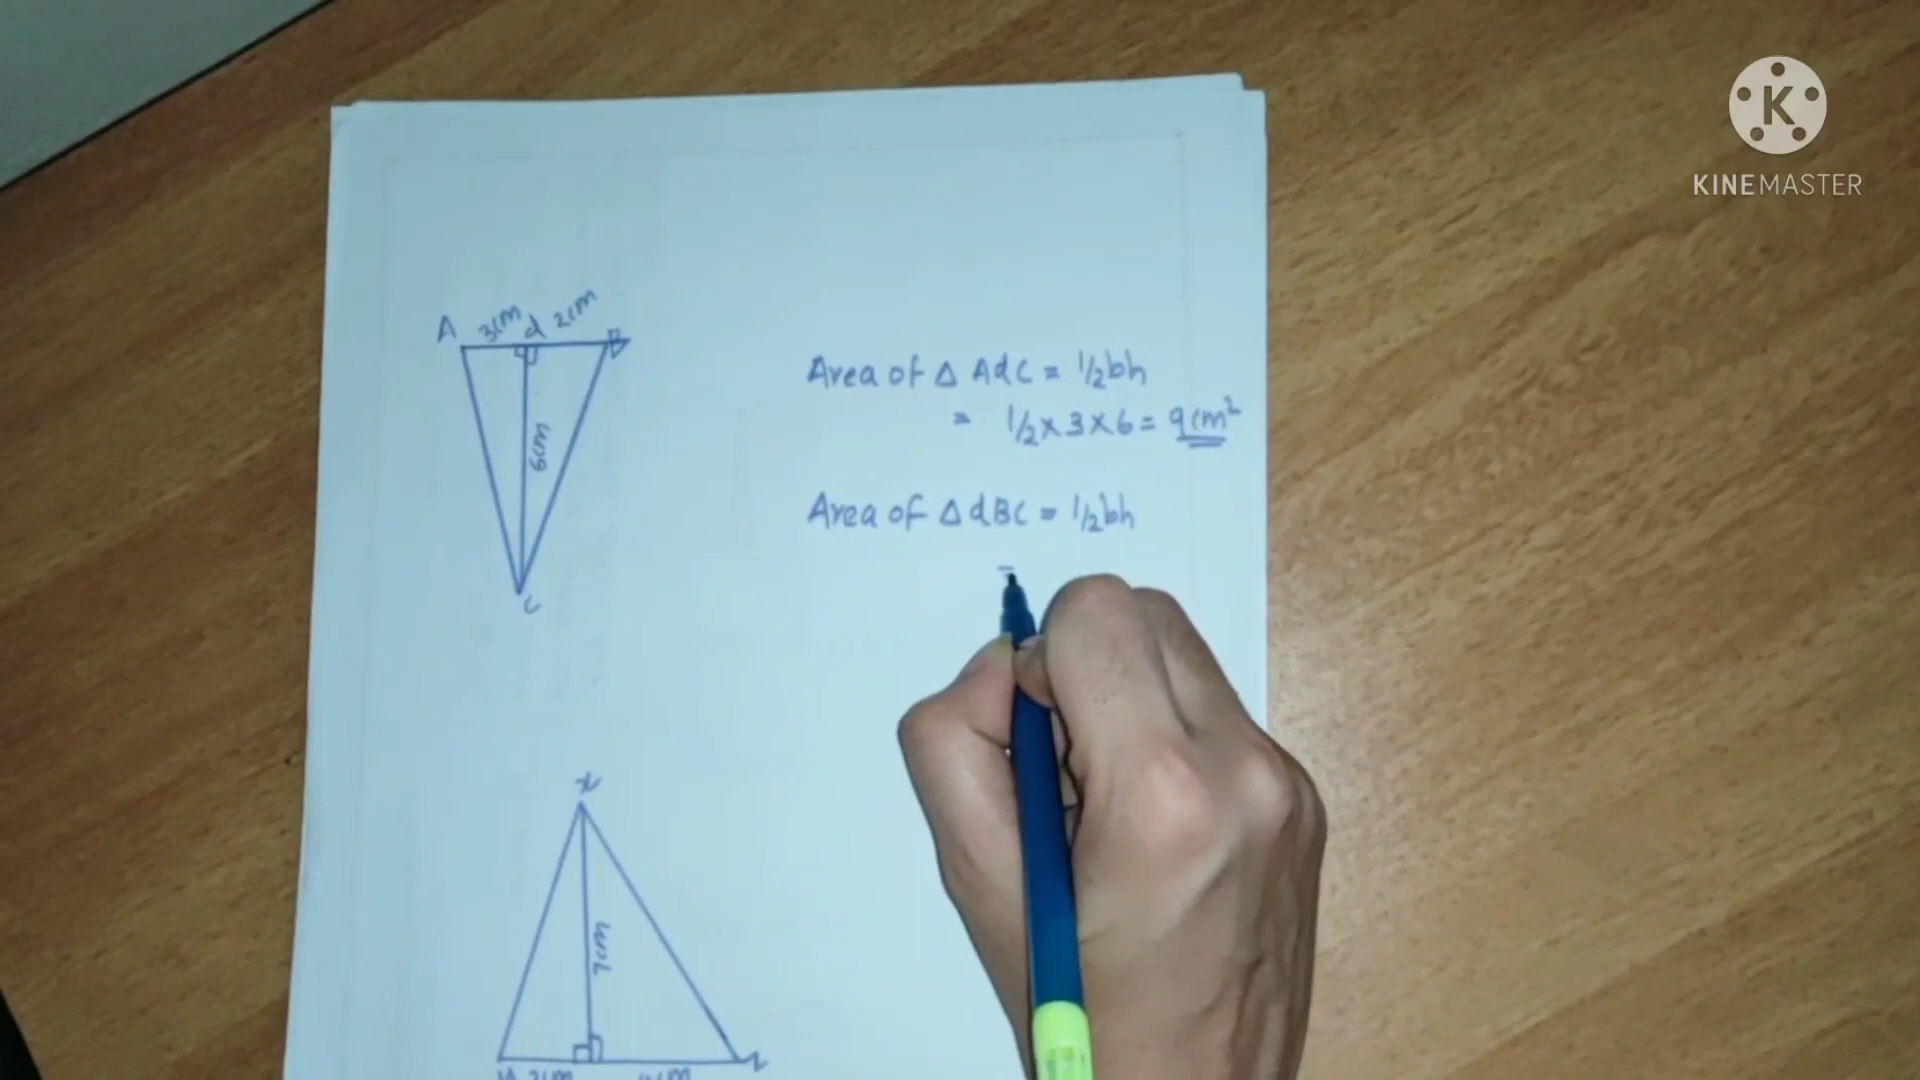 KINEMASTER
A 3cm d 2cm B
6cm
C
Area of △ AdC = 1/2bh
= 1/2 x 3 x 6 = 9cm²
Area of △ dBC = 1/2bh
x
7cm